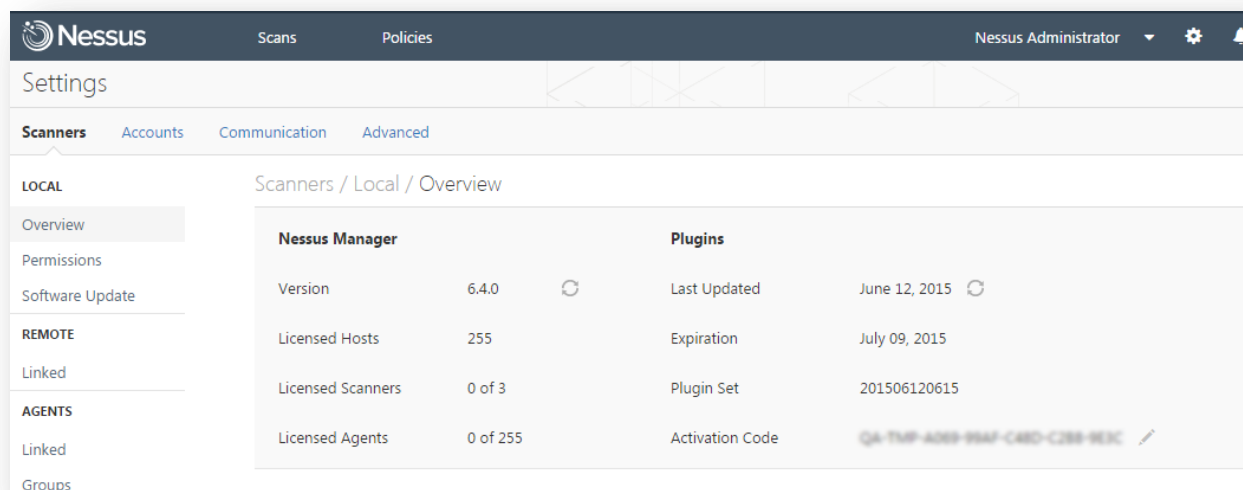 Nessus Scans Policies Nessus Administrator
Settings
Scanners Accounts Communication Advanced
LOCAL
Overview
Permissions
Software Update
REMOTE
Linked
AGENTS
Linked
Groups
Scanners / Local / Overview
Nessus Manager Plugins
Version 6.4.0 Last Updated June 12, 2015
Licensed Hosts 255 Expiration July 09, 2015
Licensed Scanners 0 of 3 Plugin Set 201506120615
Licensed Agents 0 of 255 Activation Code